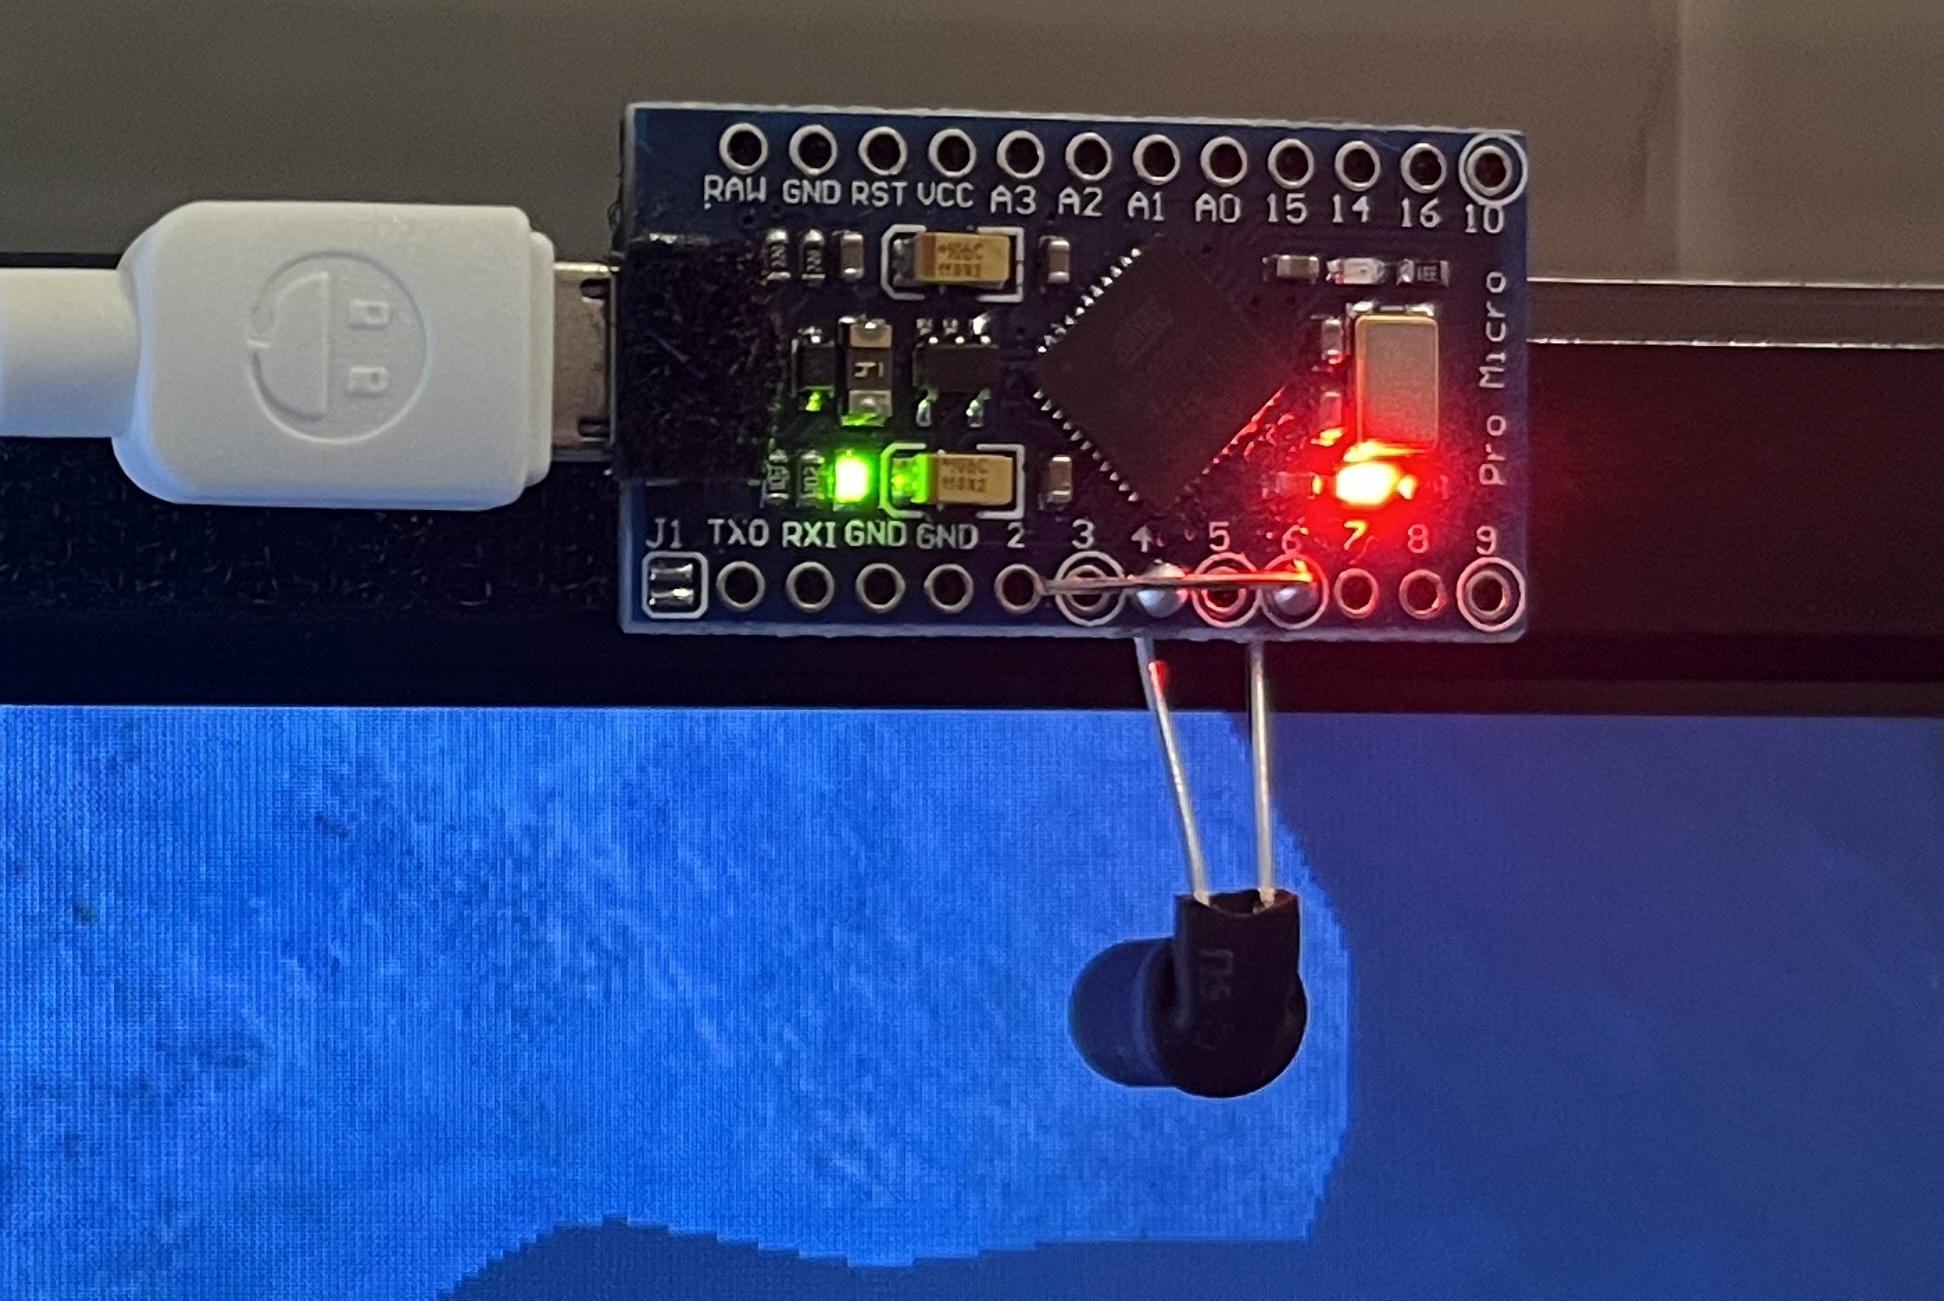 RAW GND RST VCC A3 A2 A1 A0 15 14 16 10
Pro Micro
J1 TXO RXI GND GND 2 3 4 5 6 7 8 9